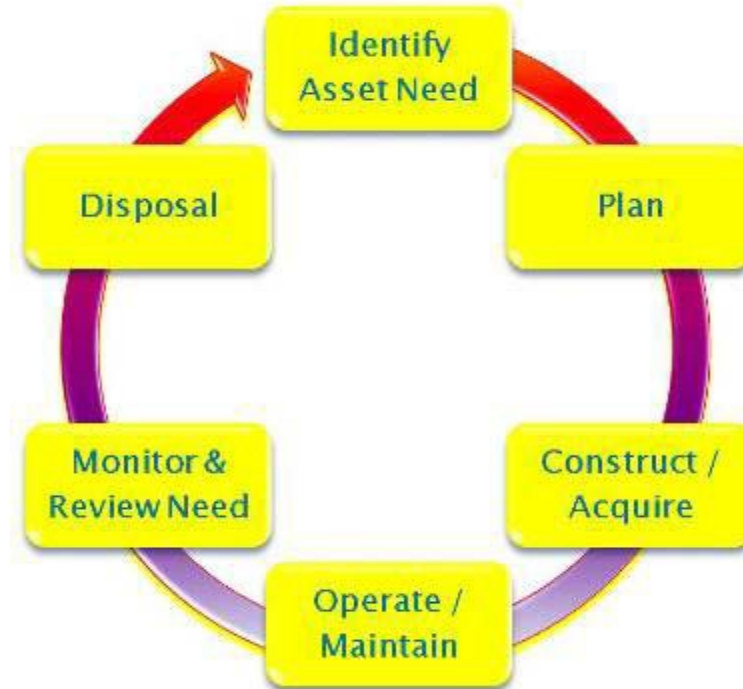 Identify
Asset Need
Plan
Construct /
Acquire
Operate /
Maintain
Monitor &
Review Need
Disposal